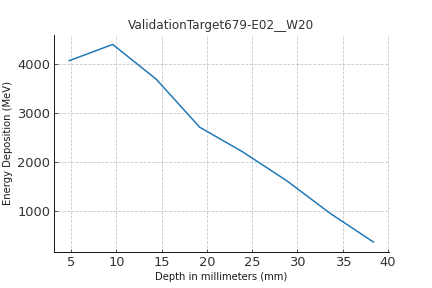 ValidationTarget679-E02__W20
Energy Deposition (MeV)
4000
3000
2000
1000
5 10 15 20 25 30 35 40
Depth in millimeters (mm)